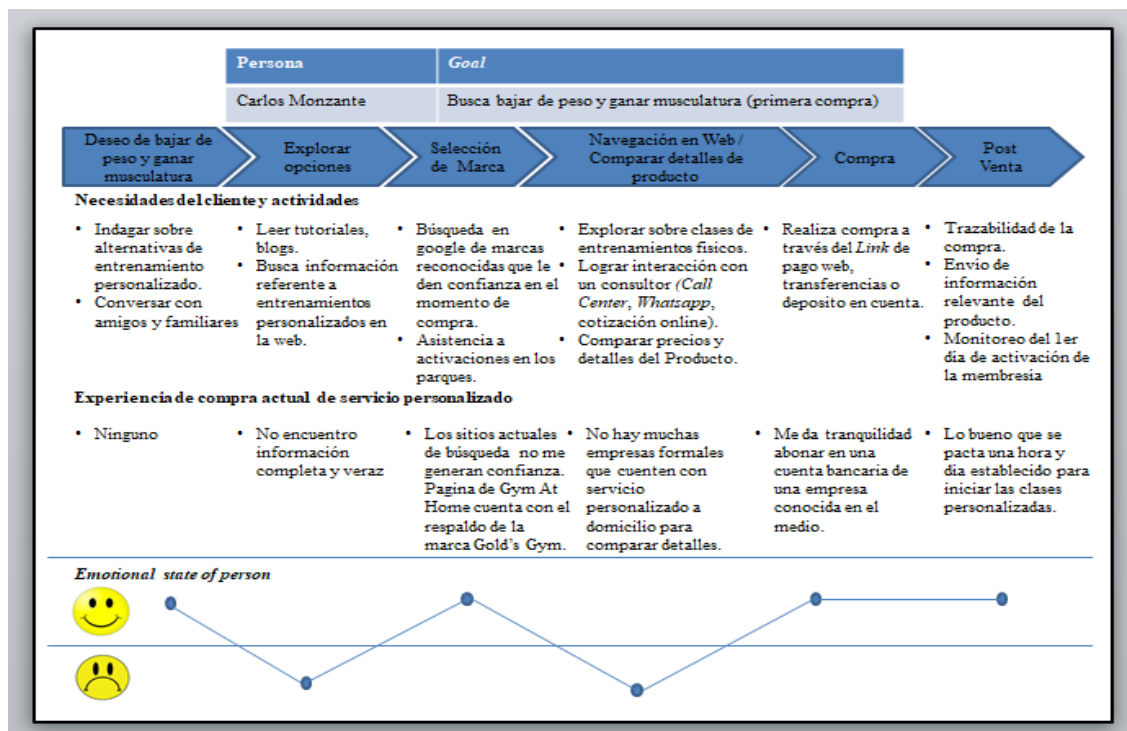 Persona
Goal
Carlos Monzante
Busca bajar de peso y ganar musculatura (primera compra)
Deseo de bajar de
peso y ganar
musculatura
Explorar
opciones
Selección
de Marca
Navegación en Web /
Comparar detalles de
producto
Compra
Post
Venta
Necesidades del cliente y actividades
• Indagar sobre
alternativas de
entrenamiento
personalizado.
• Conversar con
amigos y familiares
• Leer tutoriales,
blogs.
• Busca información
referente a
entrenamientos
personalizados en
la web.
• Búsqueda en
google de marcas
reconocidas que le
den confianza en el
momento de
compra.
• Asistencia a
activaciones en los
parques.
• Explorar sobre clases de
entrenamientos fisicos.
• Lograr interacción con
un consultor (Call
Center, Whatsapp,
cotización online).
• Comparar precios y
detalles del Producto.
• Realiza compra a
través del Link de
pago web,
transferencias o
deposito en cuenta.
• Trazabilidad de la
compra.
• Envio de
información
relevante del
producto.
• Monitoreo del 1er
dia de activación de
la membresia
Experiencia de compra actual de servicio personalizado
• Ninguno
• No encuentro
información
completa y veraz
• Los sitios actuales
de búsqueda no me
generan confianza.
Pagina de Gym At
Home cuenta con el
respaldo de la
marca Gold's Gym.
• No hay muchas
empresas formales
que cuenten con
servicio
personalizado a
domicilio para
comparar detalles.
• Me da tranquilidad
abonar en una
cuenta bancaria de
una empresa
conocida en el
medio.
• Lo bueno que se
pacta una hora y
dia establecido para
iniciar las clases
personalizadas.
Emotional state of person